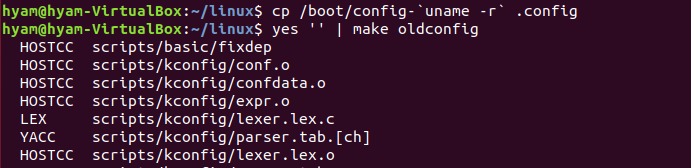 hyam@hyam-VirtualBox:~/linux$ cp /boot/config-`uname -r` .config
hyam@hyam-VirtualBox:~/linux$ yes '' | make oldconfig
HOSTCC  scripts/basic/fixdep
HOSTCC  scripts/kconfig/conf.o
HOSTCC  scripts/kconfig/confdata.o
HOSTCC  scripts/kconfig/expr.o
LEX     scripts/kconfig/lexer.lex.c
YACC    scripts/kconfig/parser.tab.[ch]
HOSTCC  scripts/kconfig/lexer.lex.o